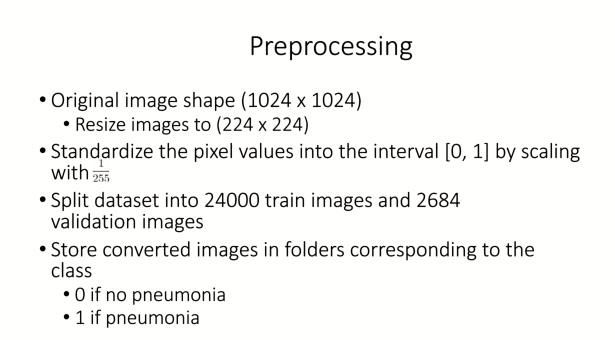 Preprocessing
• Original image shape (1024 x 1024)
• Resize images to (224 x 224)
• Standardize the pixel values into the interval [0, 1] by scaling
with 1/255
• Split dataset into 24000 train images and 2684
validation images
• Store converted images in folders corresponding to the
class
• 0 if no pneumonia
• 1 if pneumonia